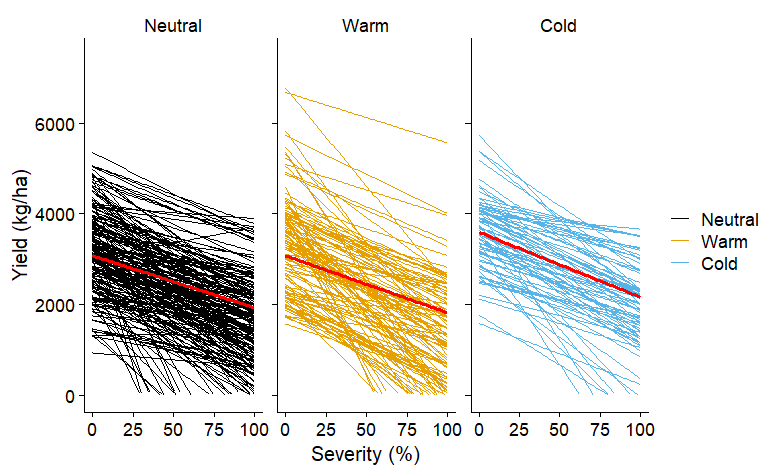 Neutral Warm Cold
Yield (kg/ha)
6000
4000
2000
0
0 25 50 75 100 0 25 50 75 100 0 25 50 75 100
Severity (%)
Neutral
Warm
Cold